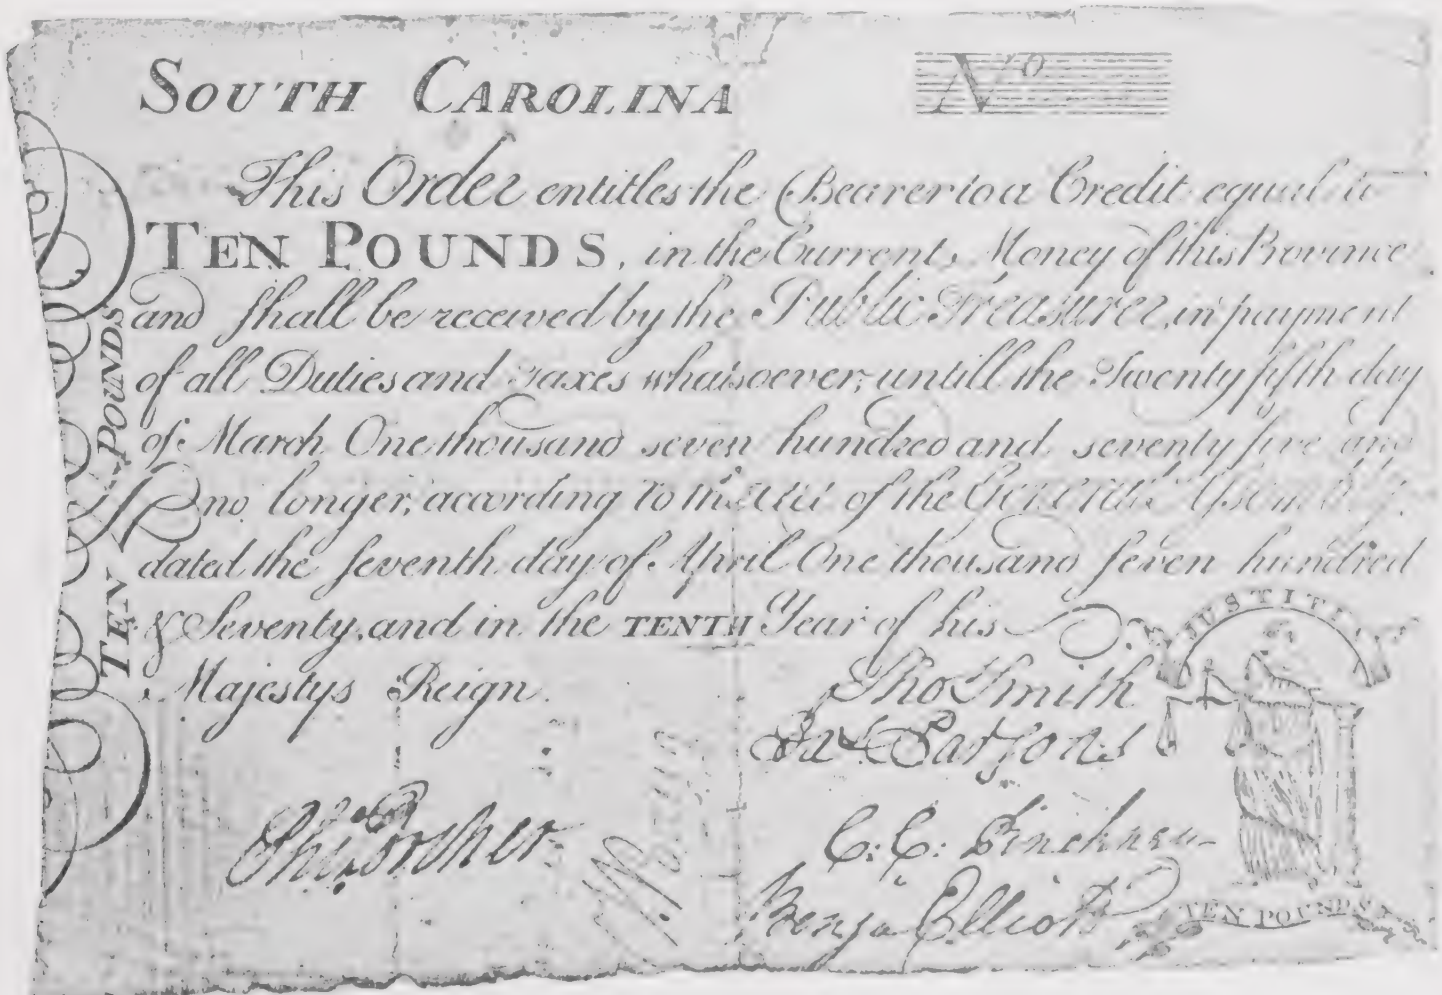 SOUTH CAROLINA
Nro
This Order entitles the Bearer to a Credit equal to
TEN POUNDS, in the Current Money of this Province
and shall be received by the Public Treasurer, in payment
of all Duties and Taxes whatsoever, untill the Twenty fifth day
of March One thousand seven hundred and seventy five and
no longer, according to the of the General Assembly,
dated the seventh day of April One thousand seven hundred
& Seventy, and in the TENTH Year of his
Majestys Reign.
Tho Smith
Parsons
C: C: Pinckney
Benja Elliott
JUSTITI
TEN POUNDS
TEN POUNDS